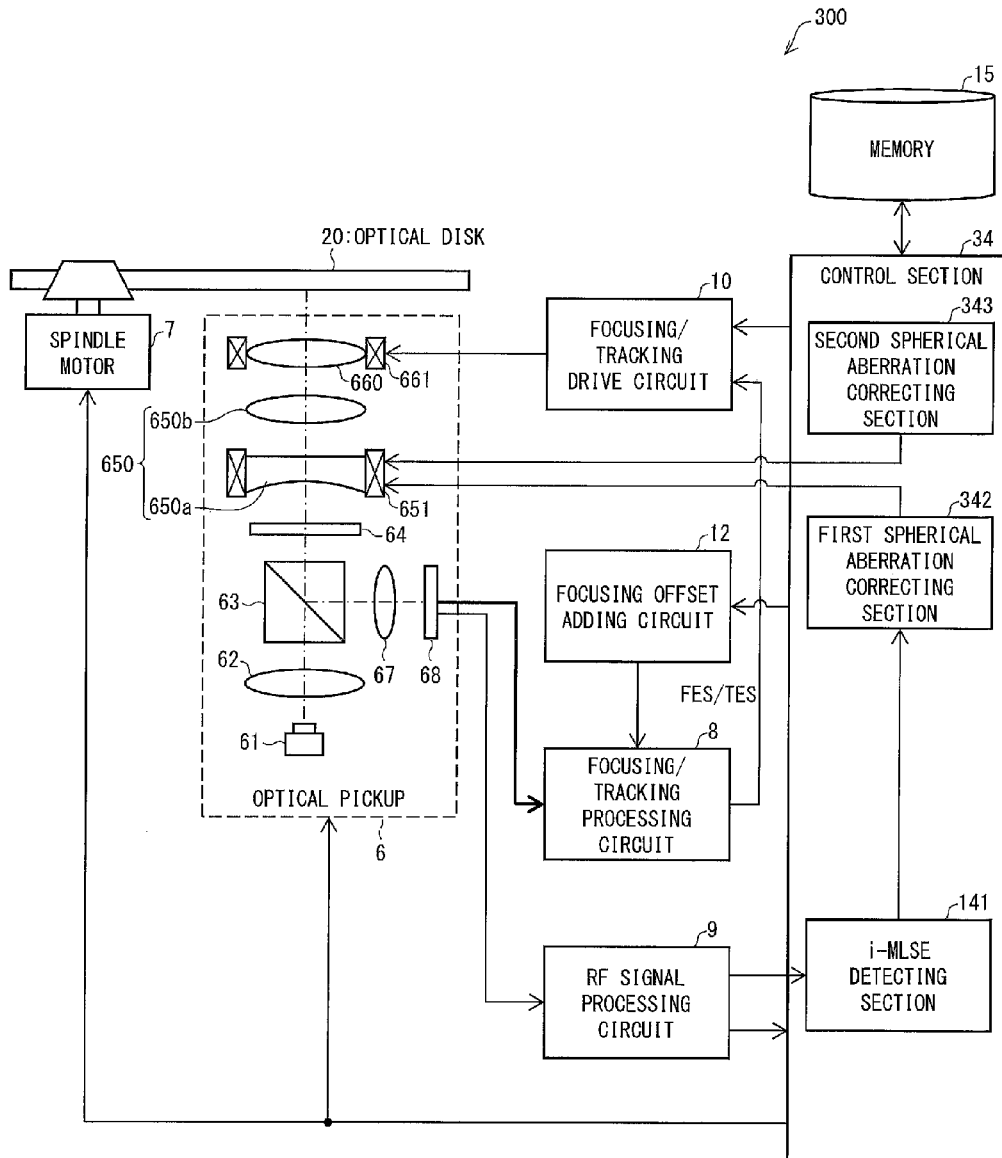 300
15
MEMORY
20:OPTICAL DISK
34
CONTROL SECTION
10
FOCUSING/
TRACKING
DRIVE CIRCUIT
343
SECOND SPHERICAL
ABERRATION
CORRECTING
SECTION
7
SPINDLE
MOTOR
660
661
650b
650
650a
651
64
342
FIRST SPHERICAL
ABERRATION
CORRECTING
SECTION
12
FOCUSING OFFSET
ADDING CIRCUIT
63
67
68
62
61
FES/TES
8
FOCUSING/
TRACKING
PROCESSING
CIRCUIT
OPTICAL PICKUP
6
141
i-MLSE
DETECTING
SECTION
9
RF SIGNAL
PROCESSING
CIRCUIT